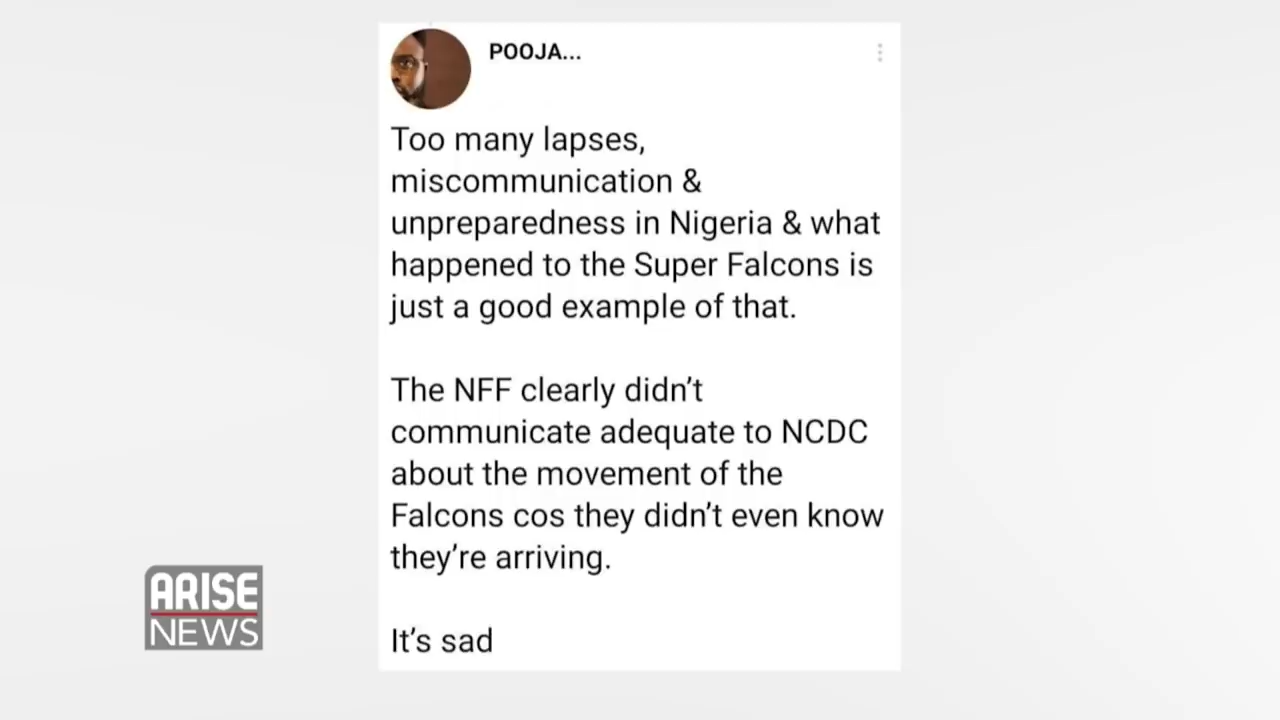 POOJA...
Too many lapses,
miscommunication &
unpreparedness in Nigeria & what
happened to the Super Falcons is
just a good example of that.
The NFF clearly didn't
communicate adequate to NCDC
about the movement of the
Falcons cos they didn't even know
they're arriving.
It's sad
ARISE
NEWS